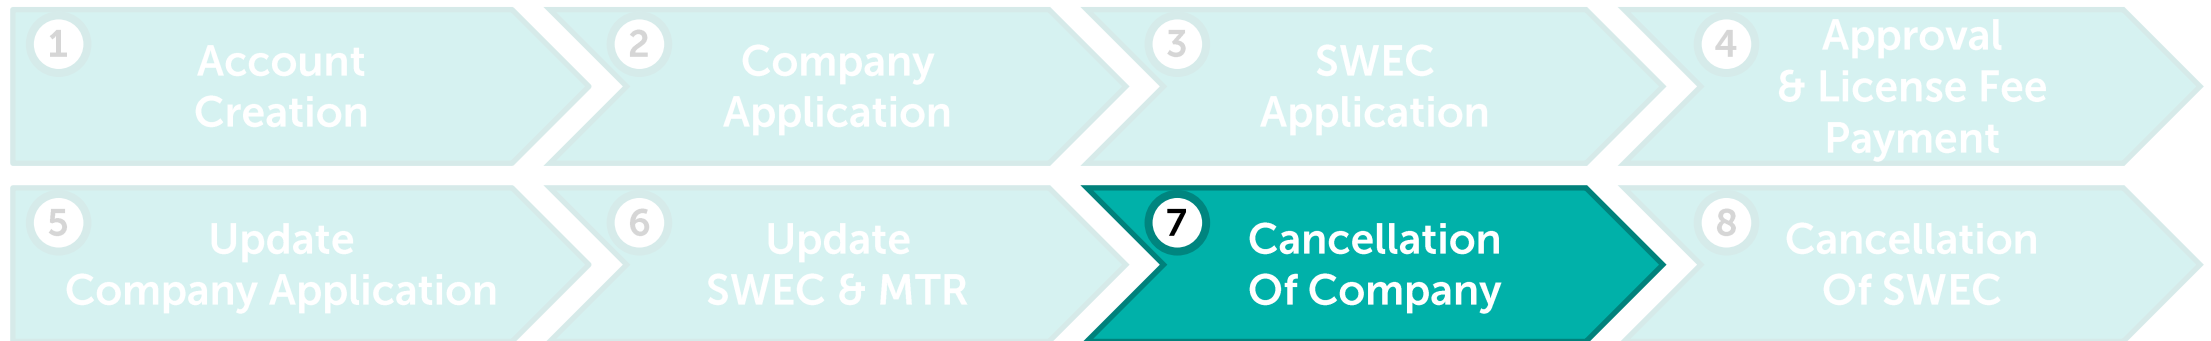 1
Account
Creation
2
Company
Application
3
SWEC
Application
4
Approval
& License Fee
Payment
5
Update
Company Application
6
Update
SWEC & MTR
7
Cancellation
Of Company
8
Cancellation
Of SWEC